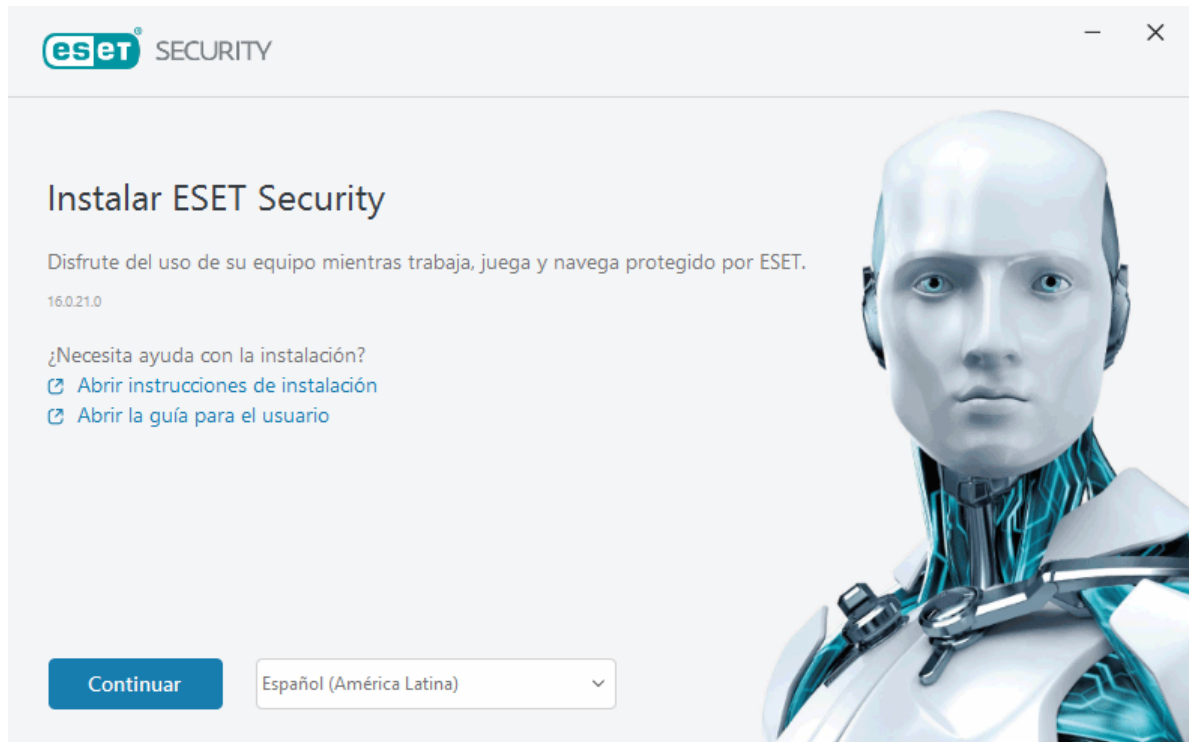 eset® SECURITY
Instalar ESET Security
Disfrute del uso de su equipo mientras trabaja, juega y navega protegido por ESET.
16.0.21.0
¿Necesita ayuda con la instalación?
Abrir instrucciones de instalación
Abrir la guía para el usuario
Continuar
Español (América Latina)